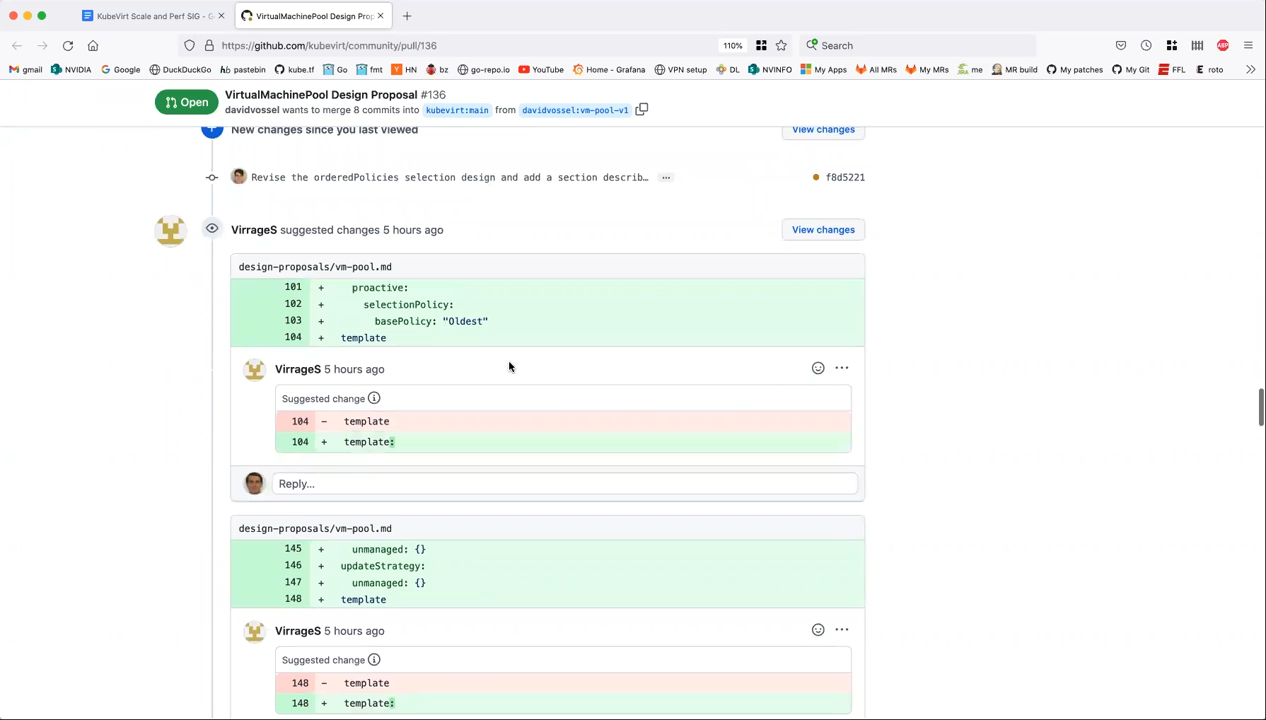 KubeVirt Scale and Perf SIG - G
VirtualMachinePool Design Prop
https://github.com/kubevirt/community/pull/136
110%
Search
gmail
NVIDIA
Google
DuckDuckGo
pastebin
kube.tf
Go
fmt
HN
bz
go-repo.io
YouTube
Home - Grafana
VPN setup
DL
NVINFO
My Apps
All MRs
My MRs
me
MR build
My patches
My Git
FFL
roto
Open
VirtualMachinePool Design Proposal #136
davidvossel wants to merge 8 commits into kubevirt:main from davidvossel:vm-pool-v1
New changes since you last viewed
View changes
Revise the orderedPolicies selection design and add a section describ…
f8d5221
VirrageS suggested changes 5 hours ago
View changes
design-proposals/vm-pool.md
101 + proactive:
102 + selectionPolicy:
103 + basePolicy: "Oldest"
104 + template
VirrageS 5 hours ago
Suggested change
104 - template
104 + template:
Reply...
design-proposals/vm-pool.md
145 + unmanaged: {}
146 + updateStrategy:
147 + unmanaged: {}
148 + template
VirrageS 5 hours ago
Suggested change
148 - template
148 + template: